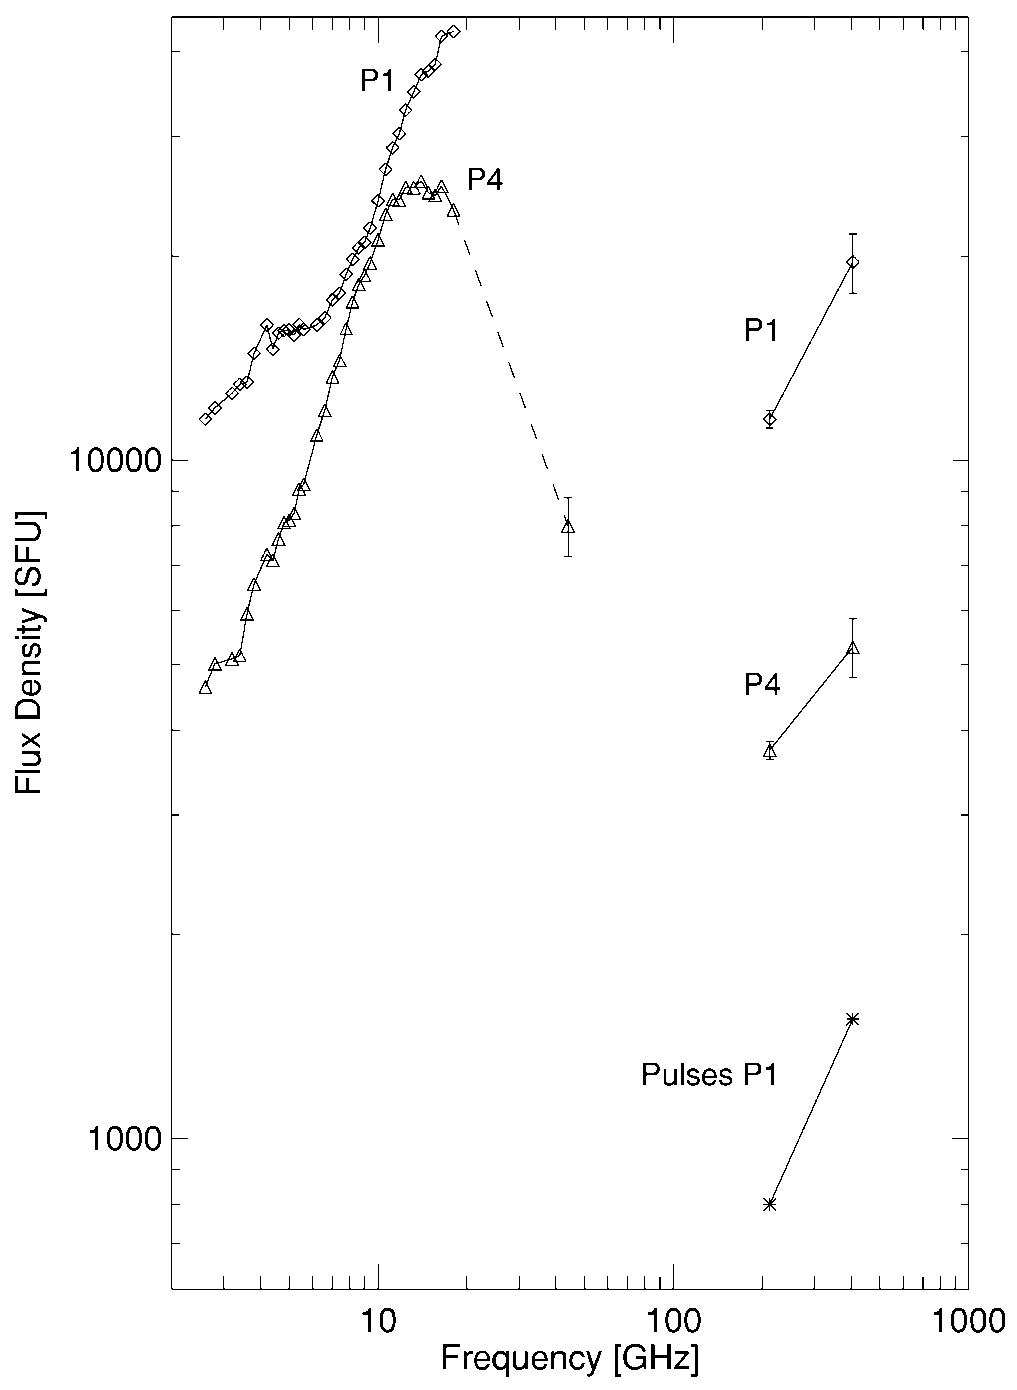 P1
P4
P1
P4
Pulses P1
10000
1000
Flux Density [SFU]
10
100
1000
Frequency [GHz]